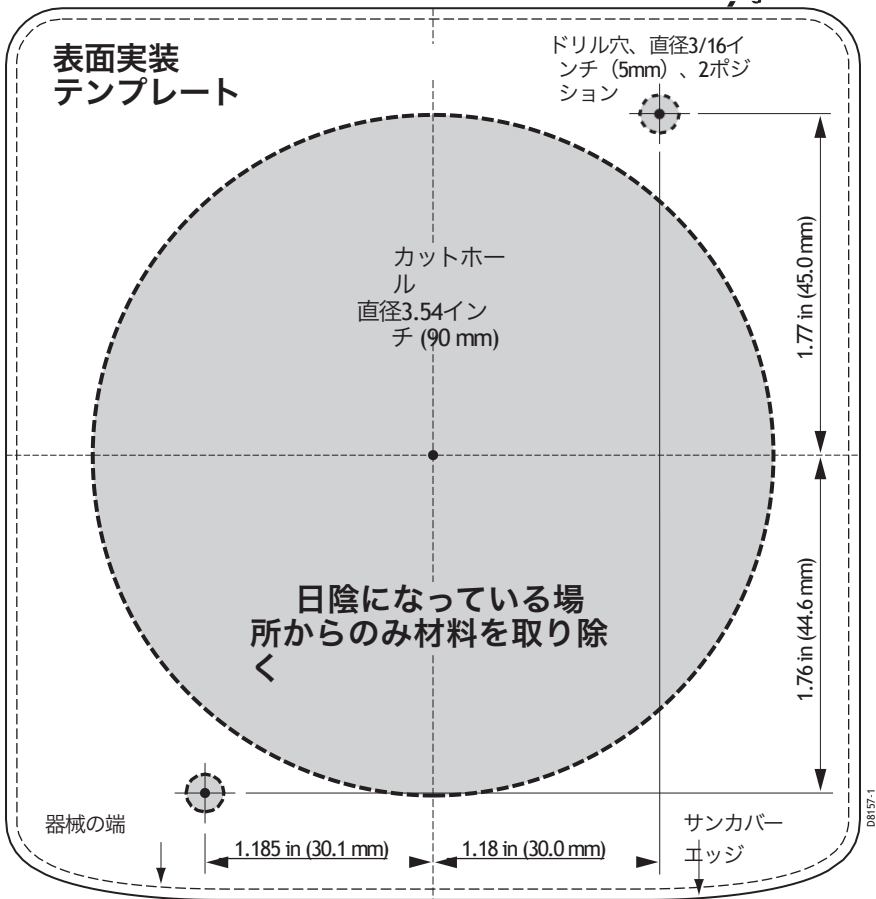 表面実装
テンプレート
ドリル穴、直径3/16イ
ンチ（5mm）、2ポジ
ション
カットホー
ル
直径3.54イン
チ (90 mm)
1.77 in (45.0 mm)
日陰になっている場
所からのみ材料を取り除
く
1.76 in (44.6 mm)
器械の端
サンカバー
エッジ
1.185 in (30.1 mm)
1.18 in (30.0 mm)
D8157-1